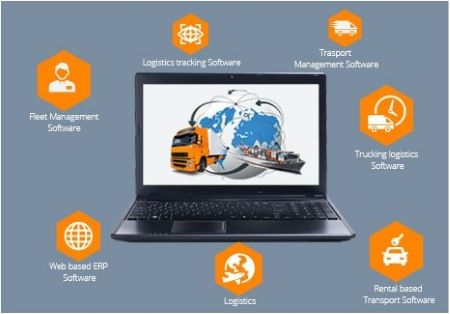 Logistics tracking Software
Trasport
Management Software
Fleet Management
Software
Trucking logistics
Software
Web based ERP
Software
Logistics
Rental based
Transport Software